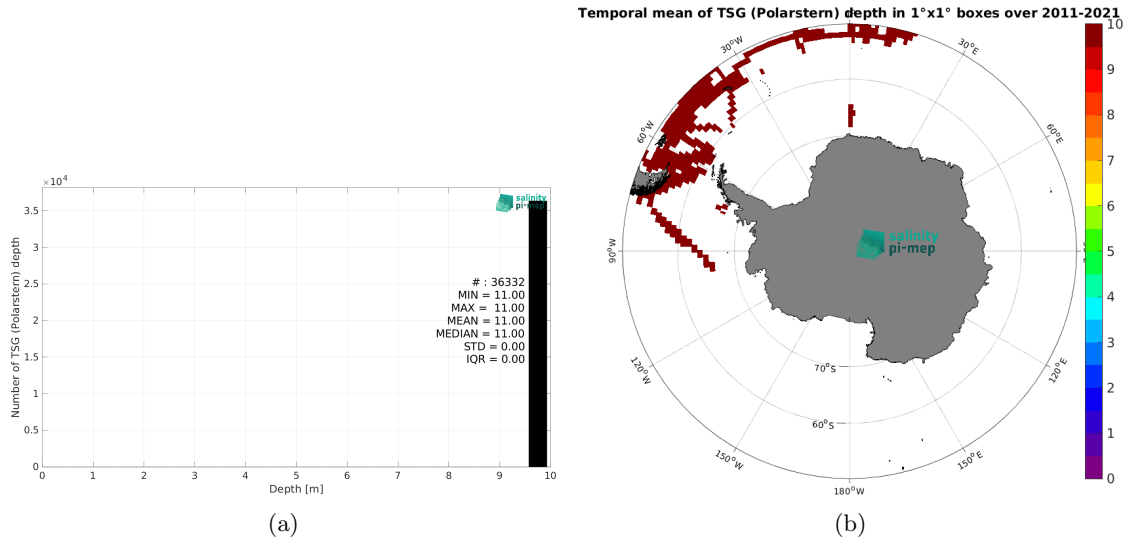 ×10⁴
3.5
3
2.5
2
1.5
1
0.5
0
Number of TSG (Polarstern) depth
salinity
pi-mep
# : 36332
MIN = 11.00
MAX = 11.00
MEAN = 11.00
MEDIAN = 11.00
STD = 0.00
IQR = 0.00
0 1 2 3 4 5 6 7 8 9 10
Depth [m]
(a)
Temporal mean of TSG (Polarstern) depth in 1°x1° boxes over 2011-2021
30°W
30°E
60°W
60°E
90°W
120°W
120°E
150°W
150°E
180°W
70°S
60°S
salinity
pi-mep
10
9
8
7
6
5
4
3
2
1
0
(b)